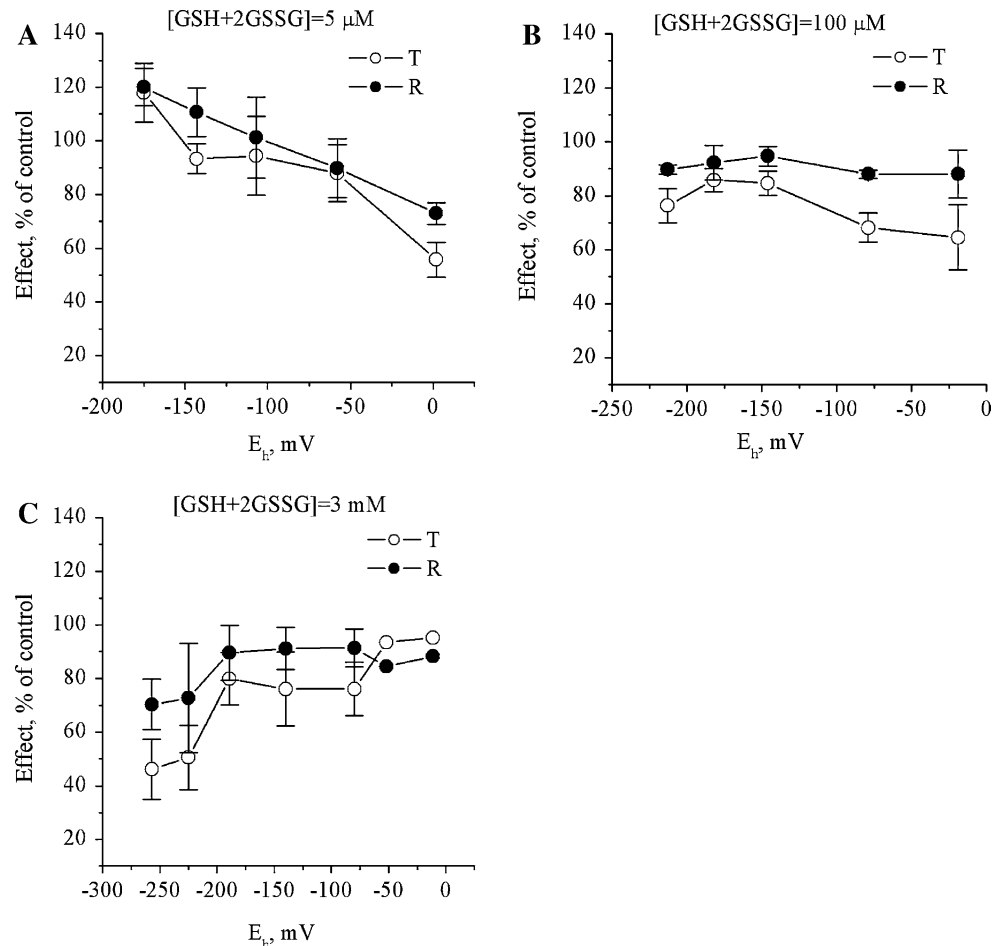 A
[GSH+2GSSG]=5 μM
T
R
140
120
100
80
60
40
20
Effect, % of control
-200
-150
-100
-50
0
Eₕ, mV
B
[GSH+2GSSG]=100 μM
T
R
140
120
100
80
60
40
20
Effect, % of control
-250
-200
-150
-100
-50
0
Eₕ, mV
C
[GSH+2GSSG]=3 mM
T
R
140
120
100
80
60
40
20
Effect, % of control
-300
-250
-200
-150
-100
-50
0
Eₕ, mV